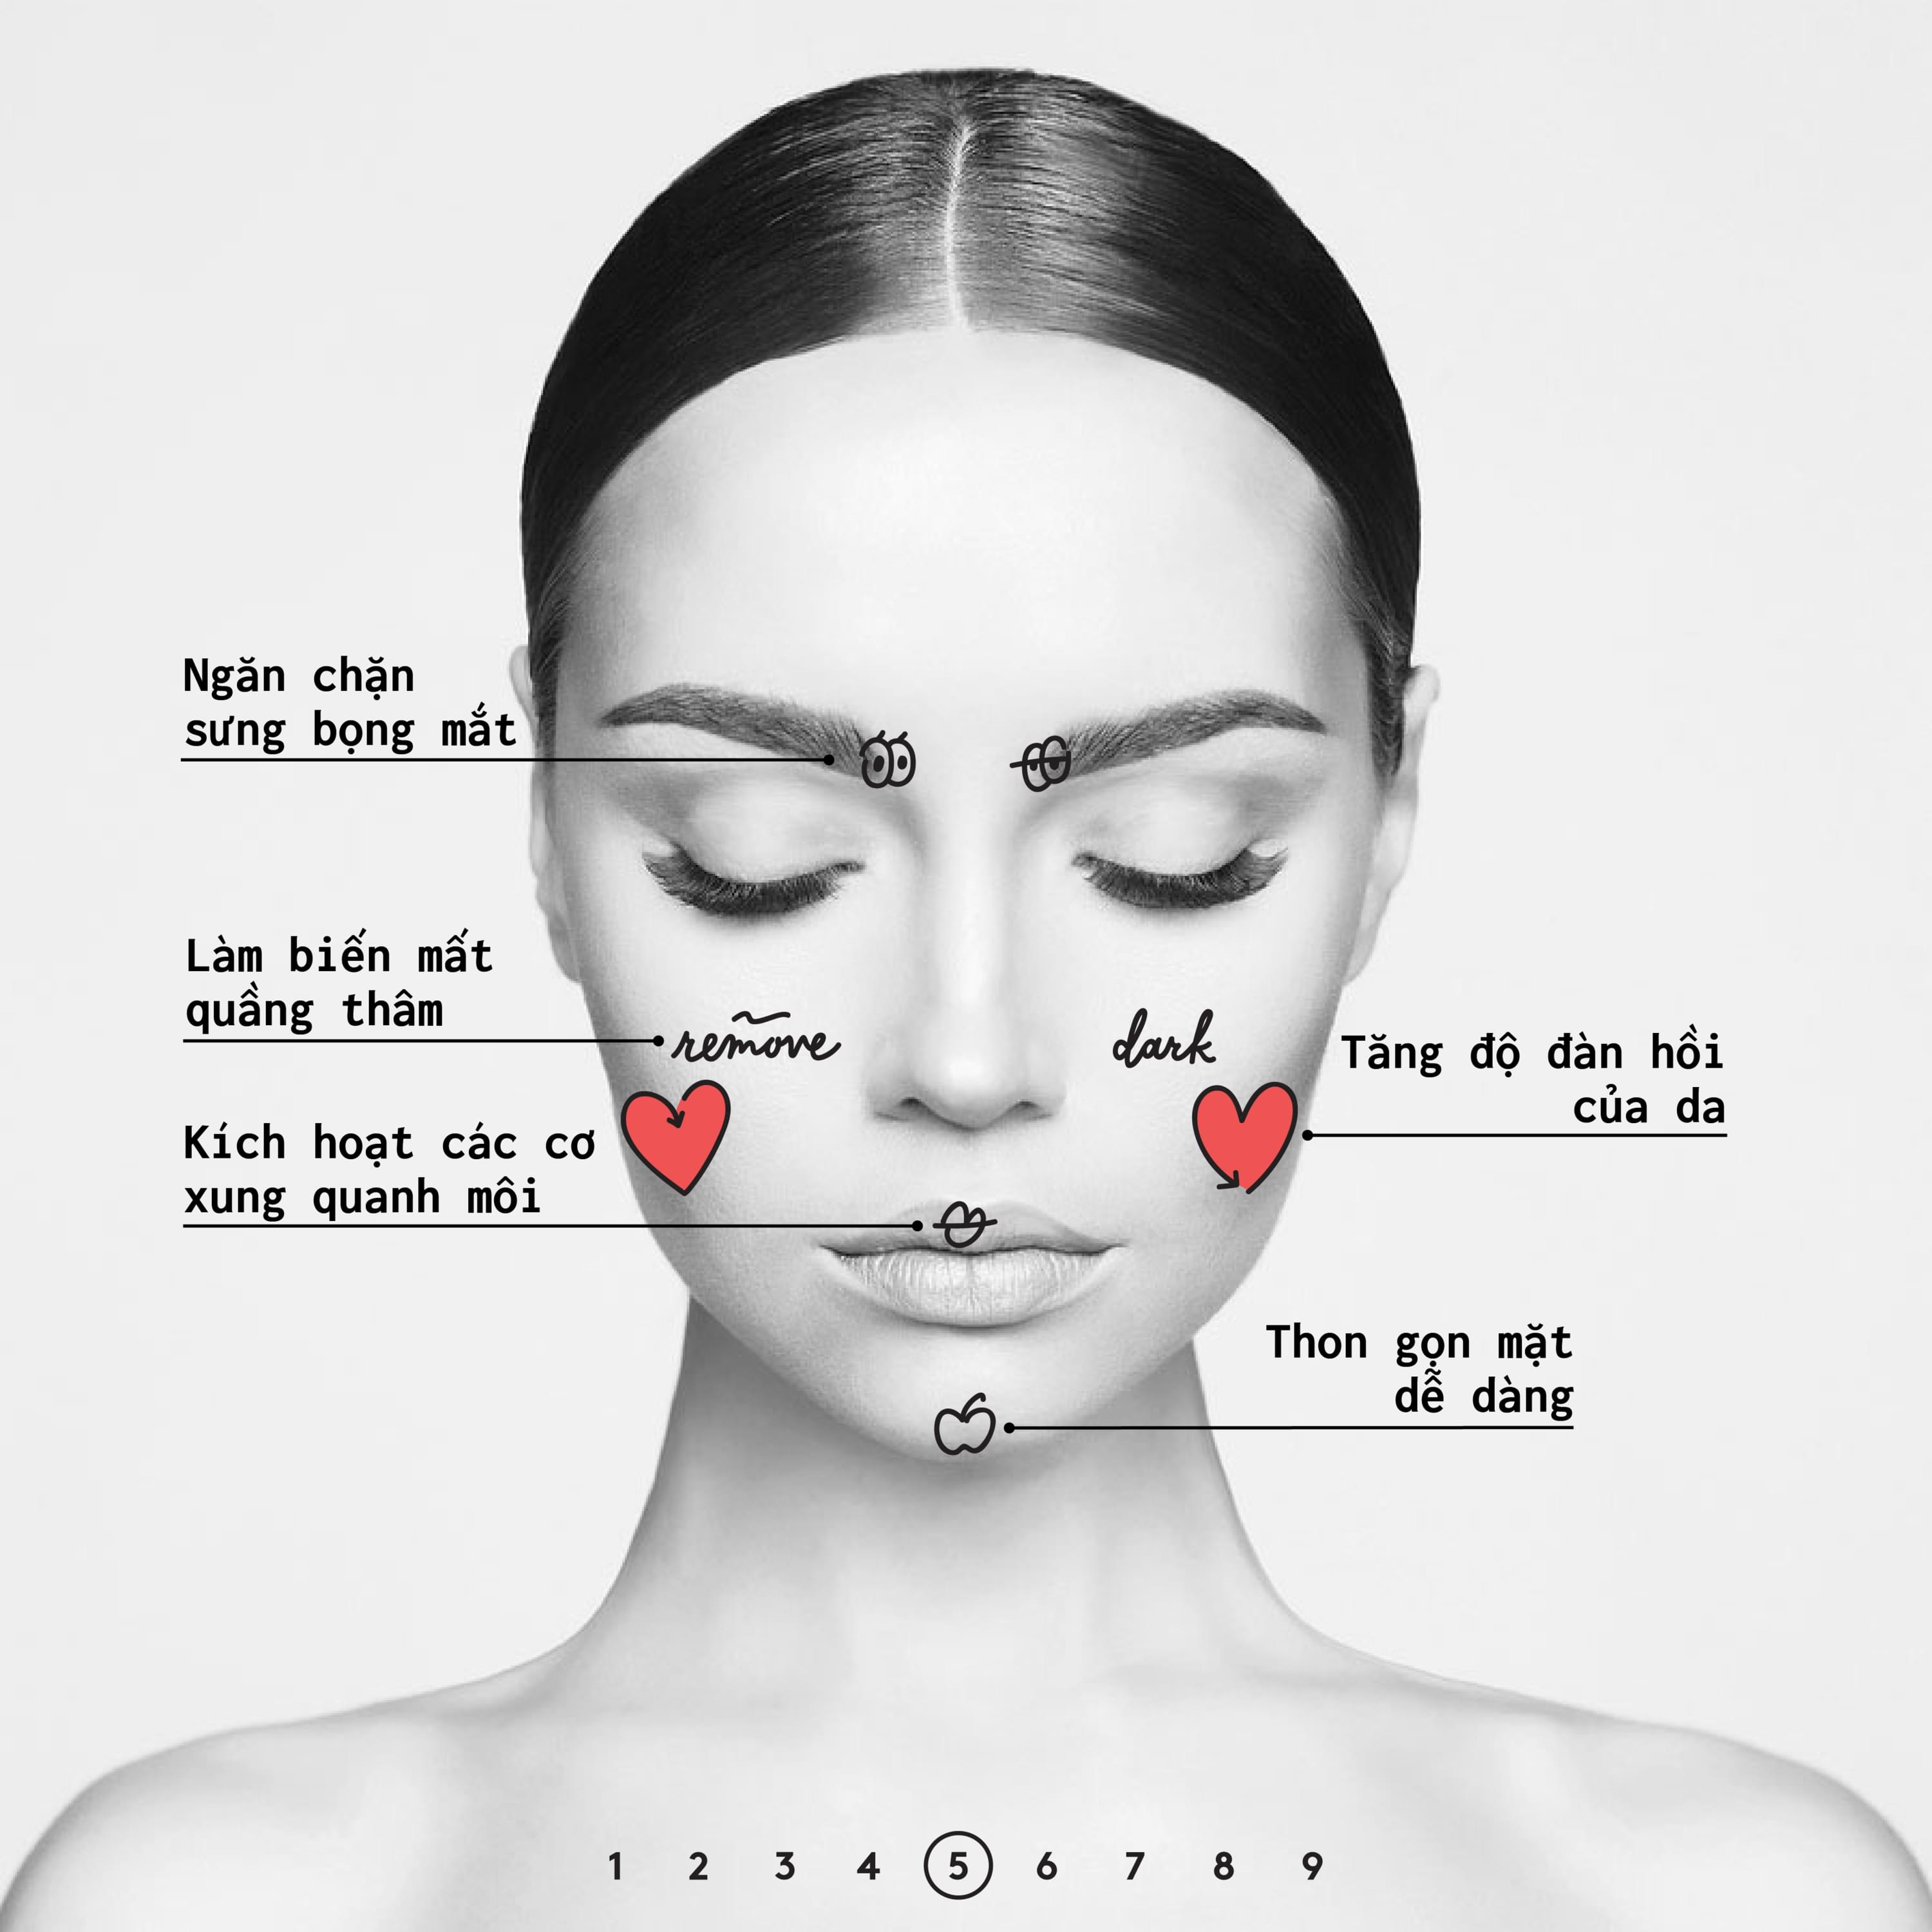 Ngăn chặn
sưng bọng mắt
Làm biến mất
quầng thâm
remove
dark
Tăng độ đàn hồi
của da
Kích hoạt các cơ
xung quanh môi
Thon gọn mặt
dễ dàng
1 2 3 4 5 6 7 8 9